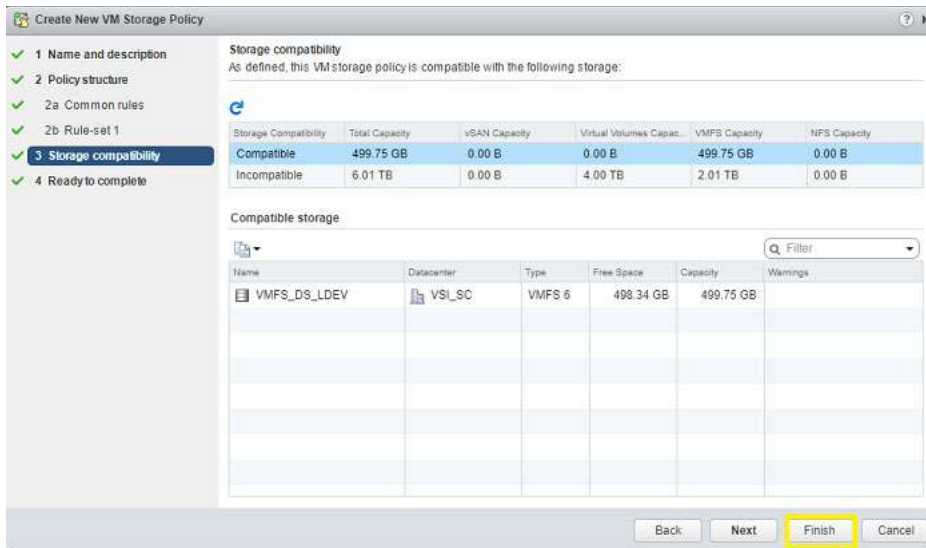 Create New VM Storage Policy
1 Name and description
2 Policy structure
2a Common rules
2b Rule-set 1
3 Storage compatibility
4 Ready to complete
Storage compatibility
As defined, this VM storage policy is compatible with the following storage:
Storage Compatibility Total Capacity vSAN Capacity Virtual Volumes Capac... VMFS Capacity NFS Capacity
Compatible 499.75 GB 0.00 B 0.00 B 499.75 GB 0.00 B
Incompatible 6.01 TB 0.00 B 4.00 TB 2.01 TB 0.00 B
Compatible storage
Filter
Name Datacenter Type Free Space Capacity Warnings
VMFS_DS_LDEV VSI_SC VMFS 6 498.34 GB 499.75 GB
Back Next Finish Cancel